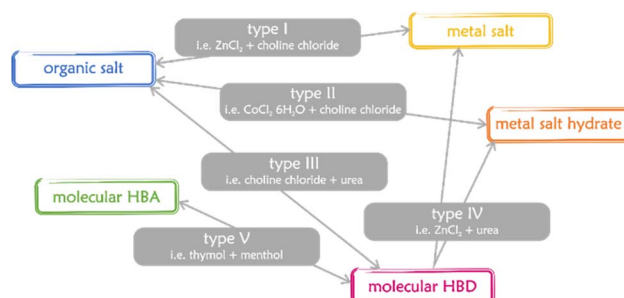 type I
i.e. ZnCl₂ + choline chloride
metal salt
organic salt
type II
i.e. CoCl₂ 6H₂O + choline chloride
metal salt hydrate
type III
i.e. choline chloride + urea
molecular HBA
type IV
i.e. ZnCl₂ + urea
type V
i.e. thymol + menthol
molecular HBD